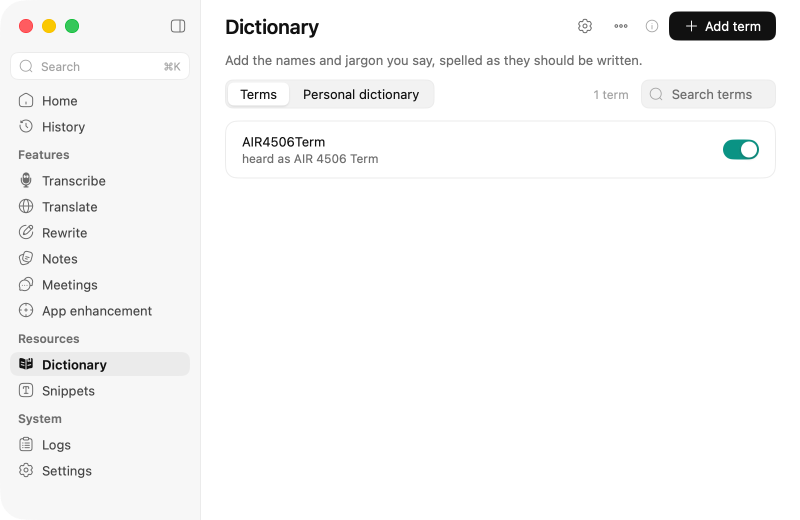 Search ⌘K
Home
History
Features
Transcribe
Translate
Rewrite
Notes
Meetings
App enhancement
Resources
Dictionary
Snippets
System
Logs
Settings
Dictionary
Add term
Add the names and jargon you say, spelled as they should be written.
Terms Personal dictionary 1 term Search terms
AIR4506Term
heard as AIR 4506 Term